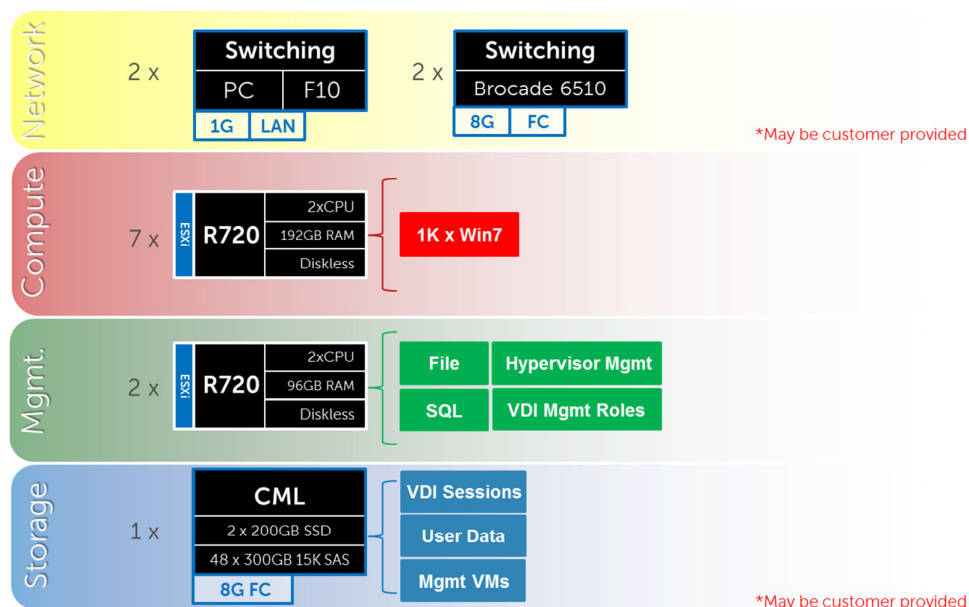 Network
2 x
Switching
PC
F10
1G
LAN
2 x
Switching
Brocade 6510
8G
FC
*May be customer provided
Compute
7 x
ESXi
R720
2xCPU
192GB RAM
Diskless
1K x Win7
Mgmt.
2 x
ESXi
R720
2xCPU
96GB RAM
Diskless
File
Hypervisor Mgmt
SQL
VDI Mgmt Roles
Storage
1 x
CML
2 x 200GB SSD
48 x 300GB 15K SAS
8G FC
VDI Sessions
User Data
Mgmt VMs
*May be customer provided